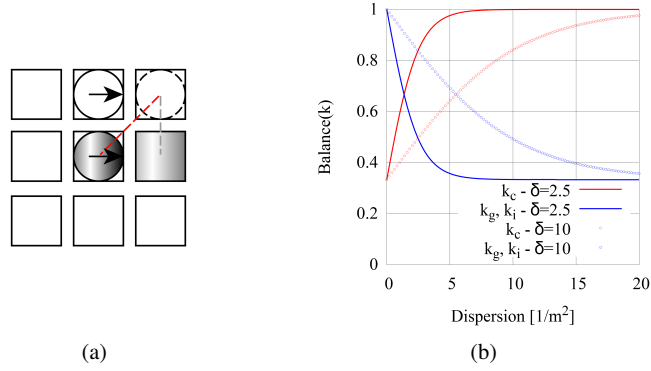 1
0.8
0.6
0.4
0.2
0
Balance(k)
k_c - δ=2.5
k_g, k_i - δ=2.5
k_c - δ=10
k_g, k_i - δ=10
0 5 10 15 20
Dispersion [1/m²]
(a) (b)